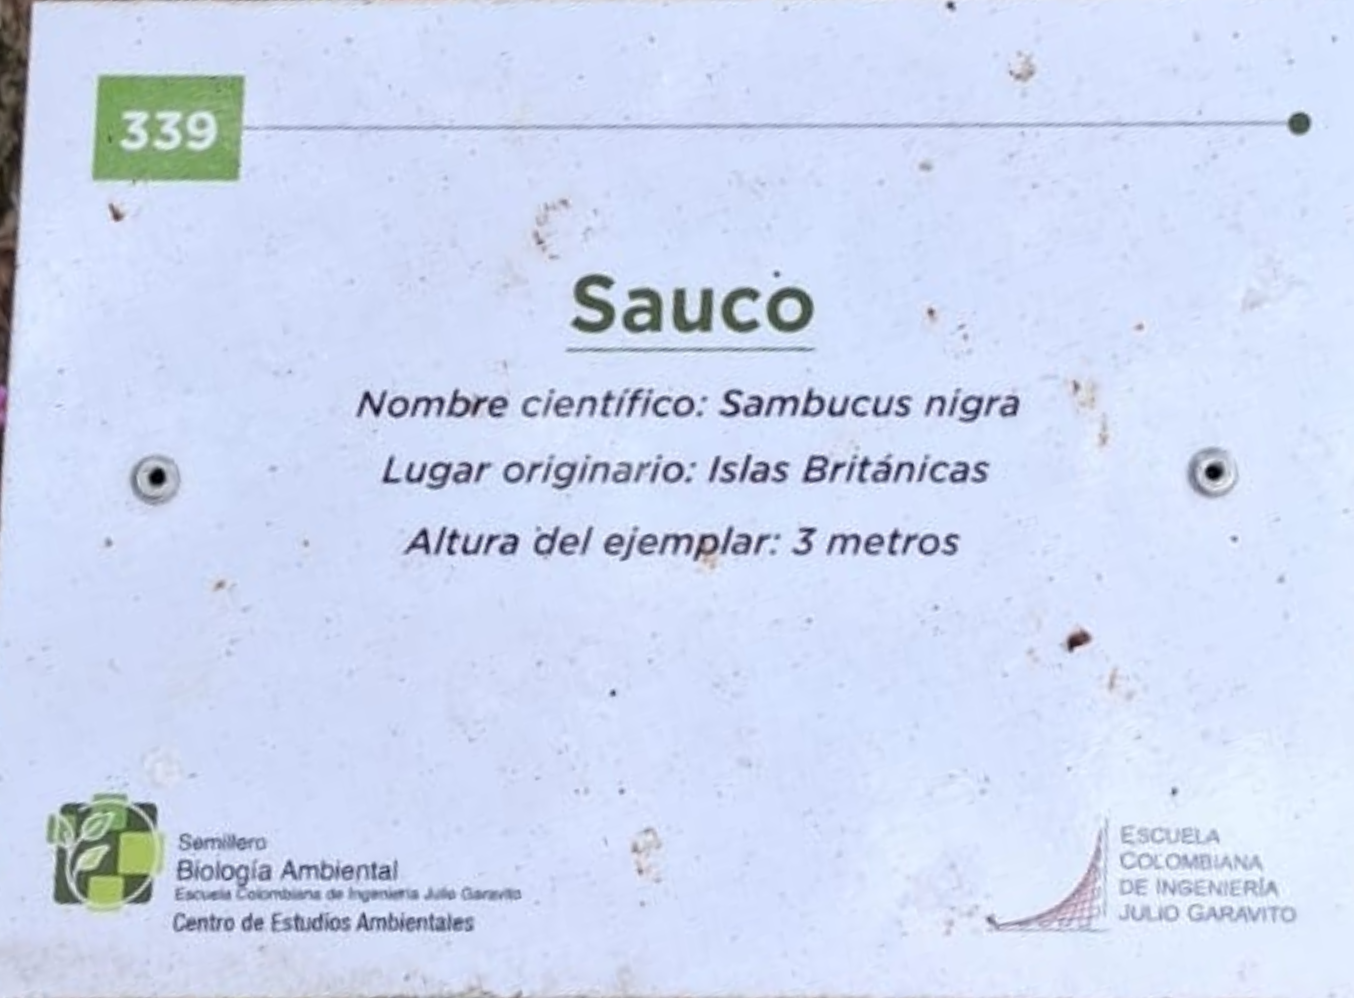 339
Sauco
Nombre científico: Sambucus nigra
Lugar originario: Islas Británicas
Altura del ejemplar: 3 metros
Semillero
Biología Ambiental
Escuela Colombiana de Ingeniería Julio Garavito
Centro de Estudios Ambientales
ESCUELA
COLOMBIANA
DE INGENIERÍA
JULIO GARAVITO